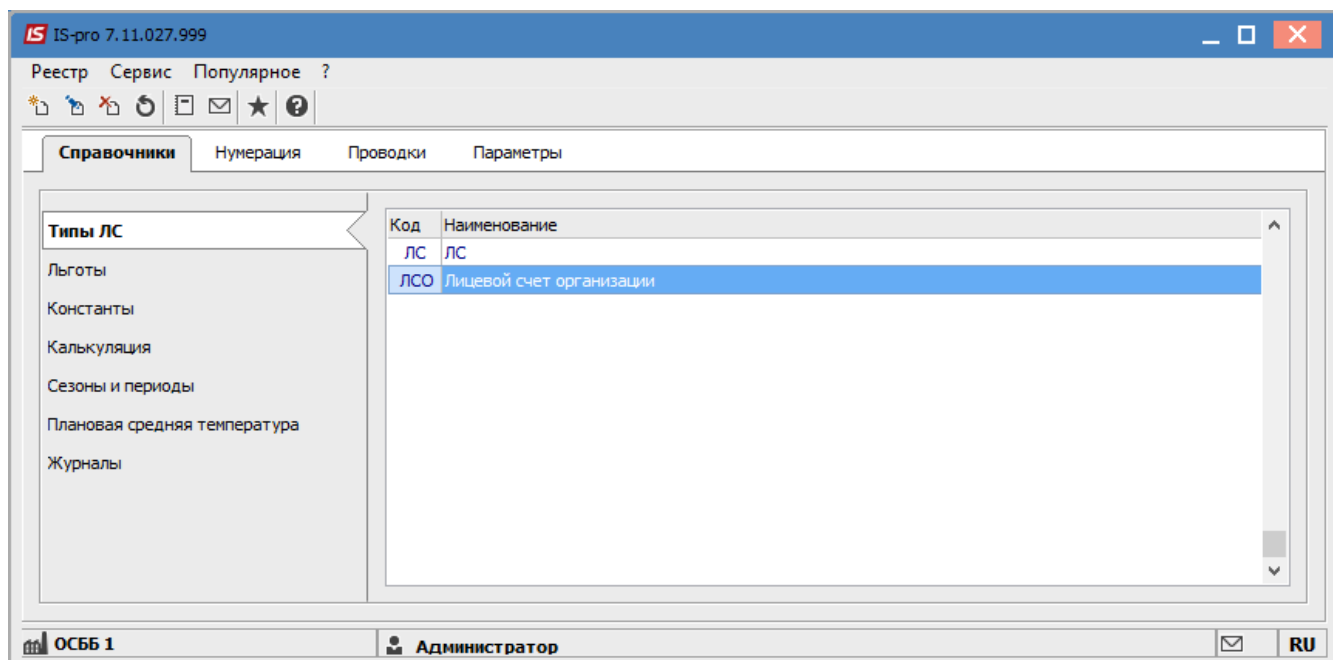 IS IS-pro 7.11.027.999
Реестр Сервис Популярное ?
Справочники Нумерация Проводки Параметры
Типы ЛС
Льготы
Константы
Калькуляция
Сезоны и периоды
Плановая средняя температура
Журналы
Код Наименование
ЛС ЛС
ЛСО Лицевой счет организации
ОСББ 1 Администратор RU